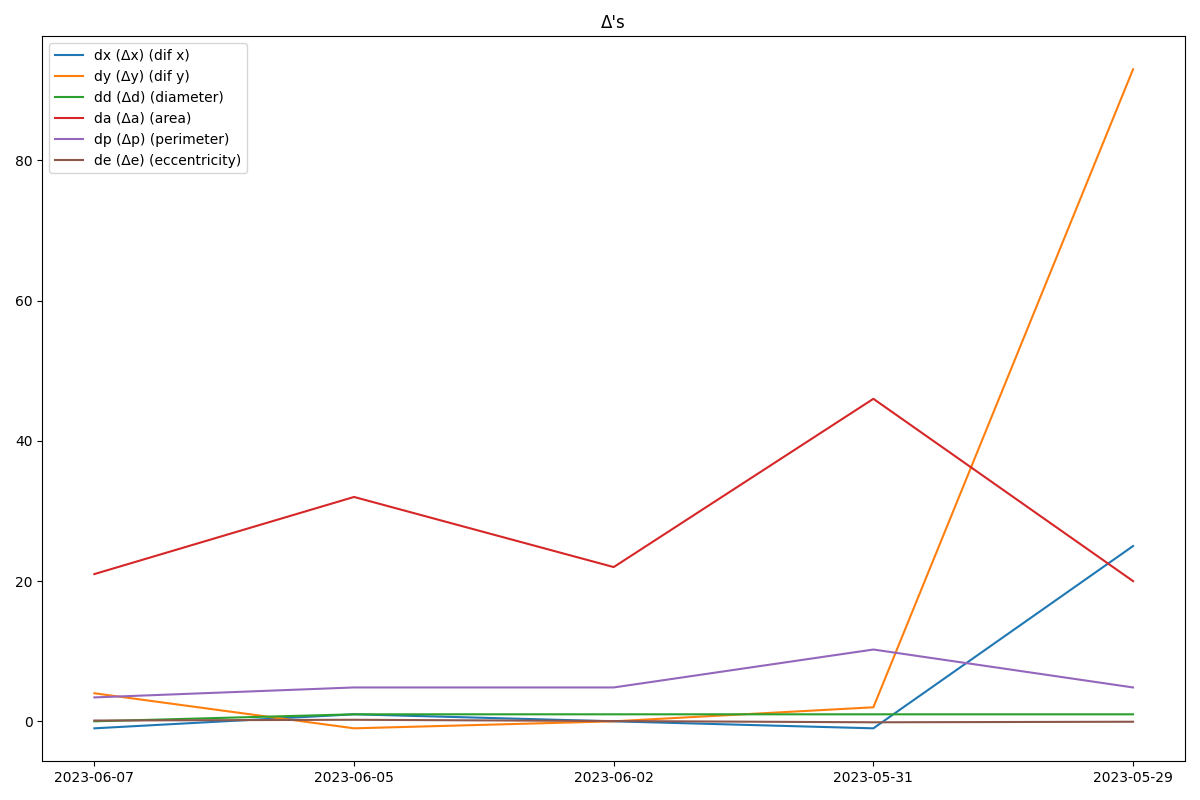 Δ's
dx (Δx) (dif x)
dy (Δy) (dif y)
dd (Δd) (diameter)
da (Δa) (area)
dp (Δp) (perimeter)
de (Δe) (eccentricity)
80
60
40
20
0
2023-06-07 2023-06-05 2023-06-02 2023-05-31 2023-05-29